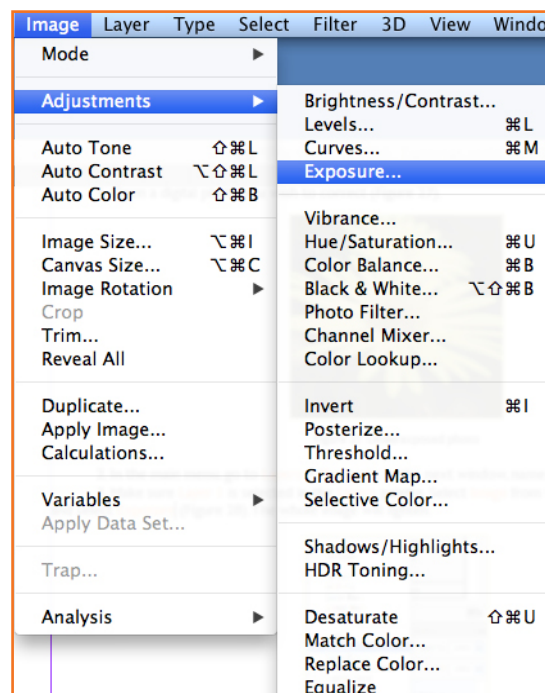 Image Layer Type Select Filter 3D View Windo
Mode ▶
Adjustments ▶
Auto Tone ⇧⌘L
Auto Contrast ⌥⇧⌘L
Auto Color ⇧⌘B
Image Size... ⌥⌘I
Canvas Size... ⌥⌘C
Image Rotation ▶
Crop
Trim...
Reveal All
Duplicate...
Apply Image...
Calculations...
Variables ▶
Apply Data Set...
Trap...
Analysis ▶
Brightness/Contrast...
Levels... ⌘L
Curves... ⌘M
Exposure...
Vibrance...
Hue/Saturation... ⌘U
Color Balance... ⌘B
Black & White... ⌥⇧⌘B
Photo Filter...
Channel Mixer...
Color Lookup...
Invert ⌘I
Posterize...
Threshold...
Gradient Map...
Selective Color...
Shadows/Highlights...
HDR Toning...
Desaturate ⇧⌘U
Match Color...
Replace Color...
Equalize